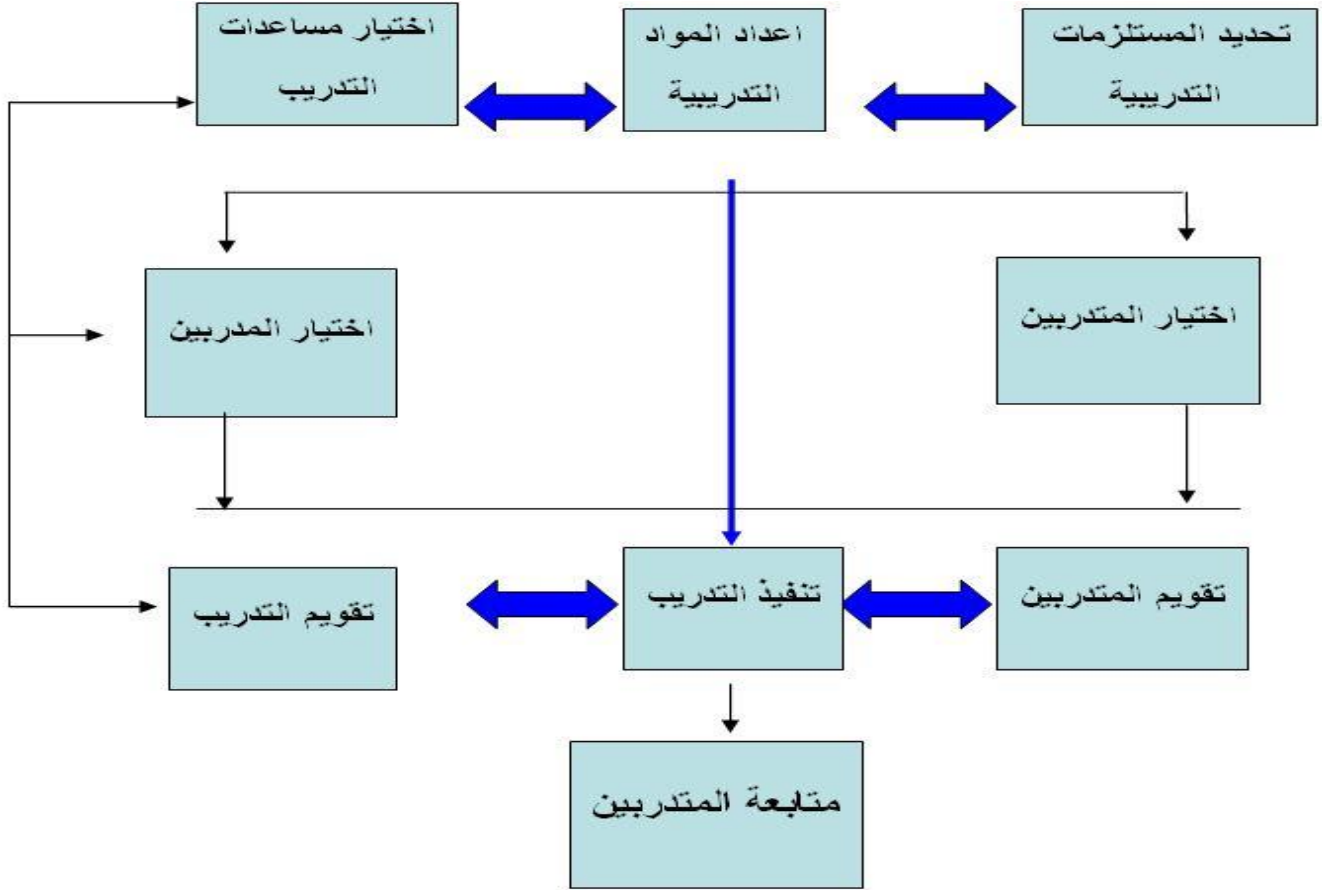 تحديد المستلزمات
التدريبية
اعداد المواد
التدريبية
اختيار مساعدات
التدريب
اختيار المتدربين
اختيار المدربين
تقويم المتدربين
تنفيذ التدريب
تقويم التدريب
متابعة المتدربين